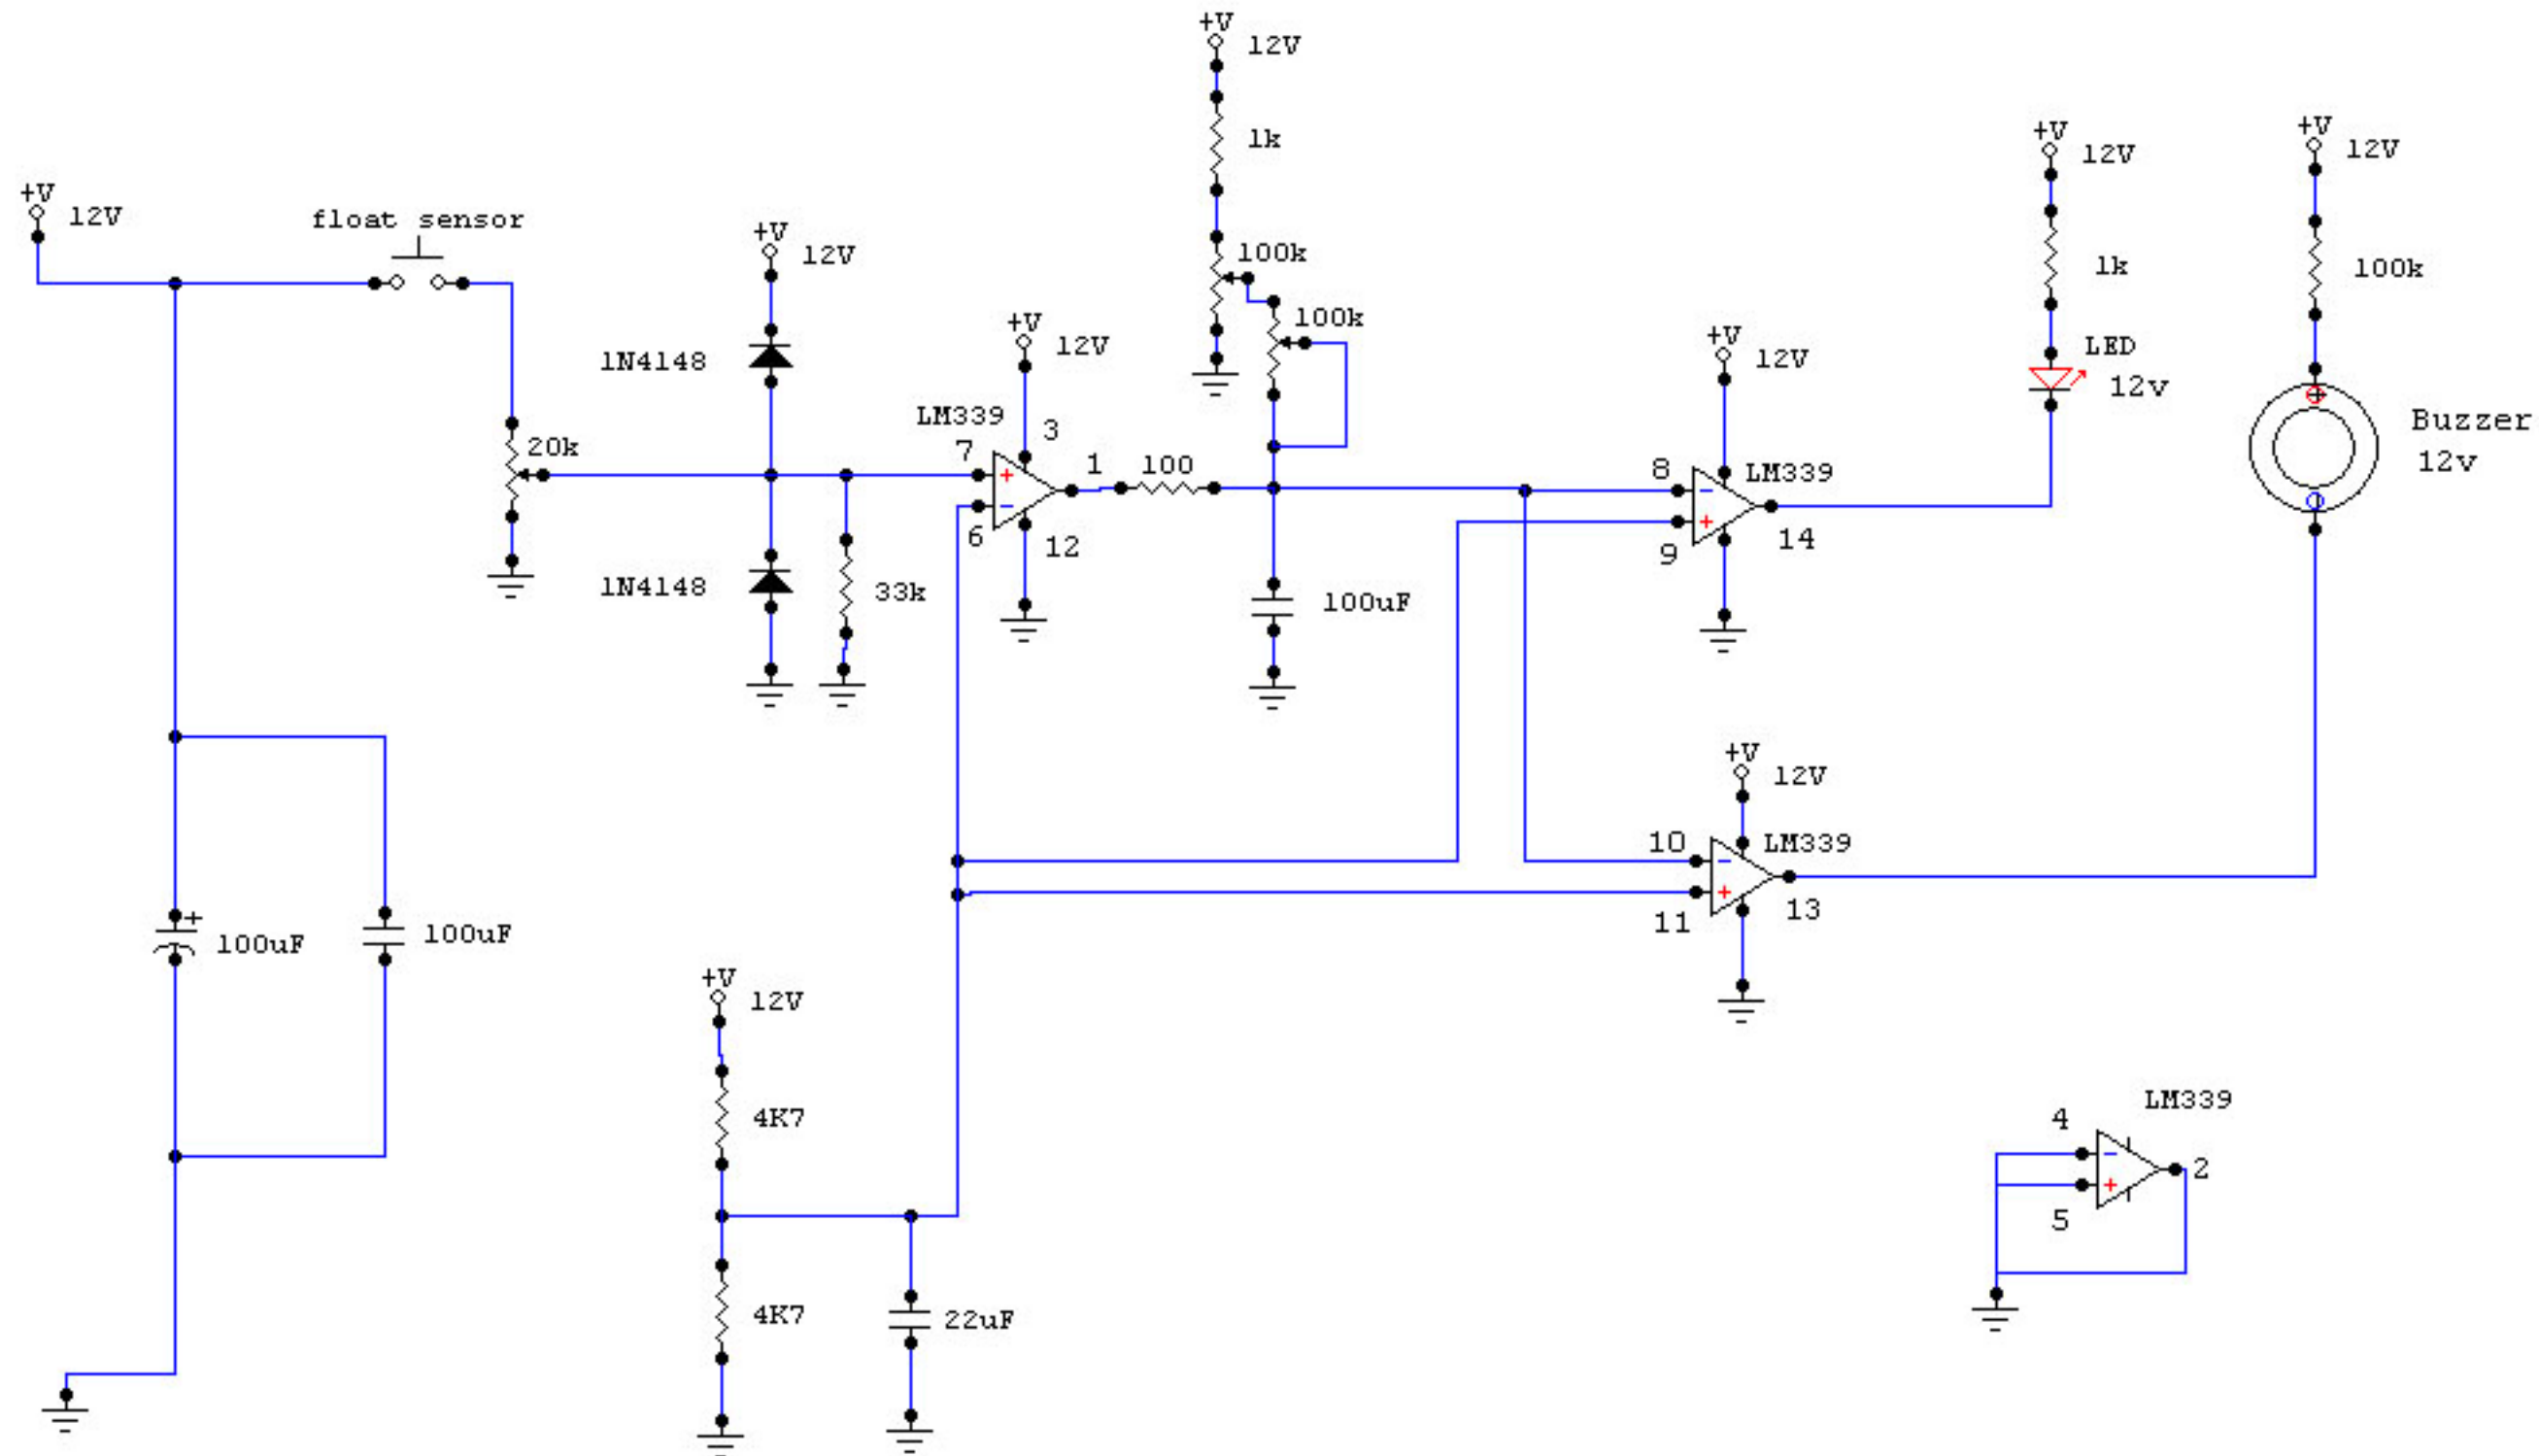 +V
12V
+V
12V
float sensor
+V
12V
1k
100k
100k
+V
12V
+V
12V
1k
LED
12v
+V
12V
100k
Buzzer
12v
1N4148
+V
12V
LM339
3
7
+
-
6
12
1
100
20k
1N4148
33k
100uF
+V
12V
8
LM339
-
+
9
14
+V
12V
10
LM339
-
+
11
13
+
100uF
100uF
+V
12V
4K7
4K7
22uF
LM339
4
-
+
5
2